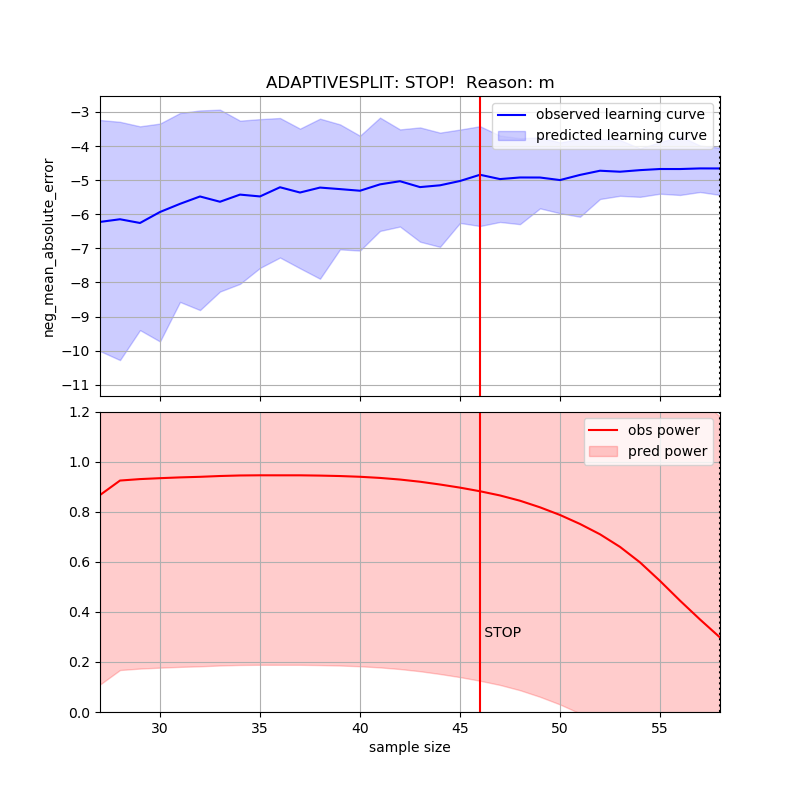 ADAPTIVESPLIT: STOP!  Reason: m
observed learning curve
predicted learning curve
neg_mean_absolute_error
−3
−4
−5
−6
−7
−8
−9
−10
−11
obs power
pred power
1.2
1.0
0.8
0.6
0.4
0.2
0.0
STOP
30 35 40 45 50 55
sample size